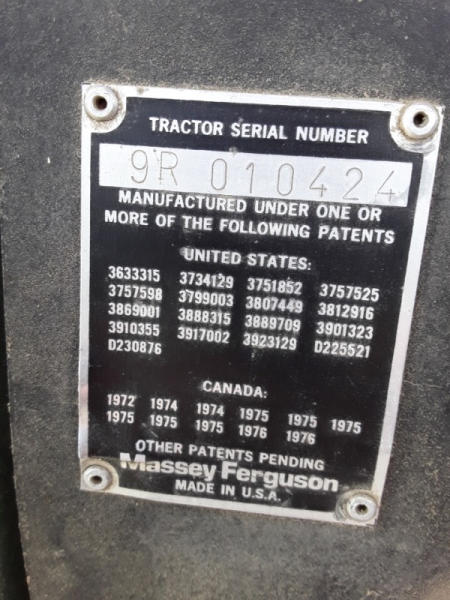 TRACTOR SERIAL NUMBER
9R 010424
MANUFACTURED UNDER ONE OR
MORE OF THE FOLLOWING PATENTS
UNITED STATES:
3633315 3734129 3751852 3757525
3757598 3799003 3807449 3812916
3869001 3888315 3889709 3901323
3910355 3917002 3923129 D225521
D230876
CANADA:
1972 1974 1974 1975 1975 1975
1975 1975 1975 1976 1976
OTHER PATENTS PENDING
Massey Ferguson
MADE IN U.S.A.